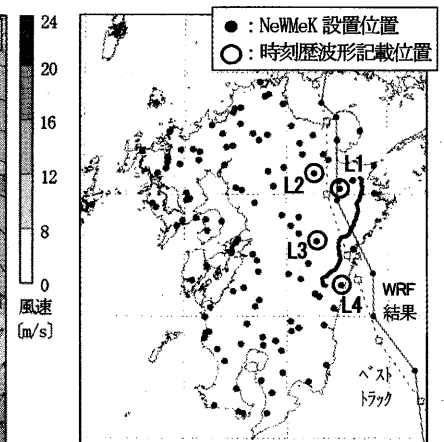 ● : NeWMeK 設置位置
○ : 時刻歴波形記載位置
24
20
16
12
8
0
風速
[m/s]
L1
L2
L3
L4
WRF
結果
ベスト
トラック